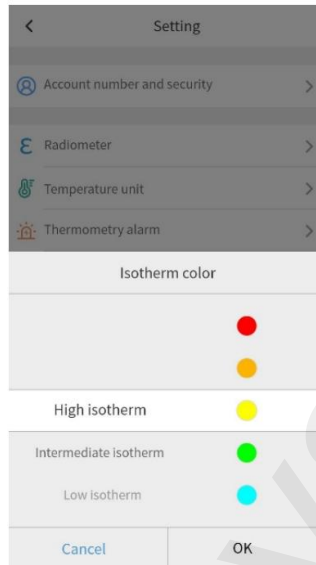 Setting
Account number and security
Radiometer
Temperature unit
Thermometry alarm
Isotherm color
High isotherm
Intermediate isotherm
Low isotherm
Cancel OK